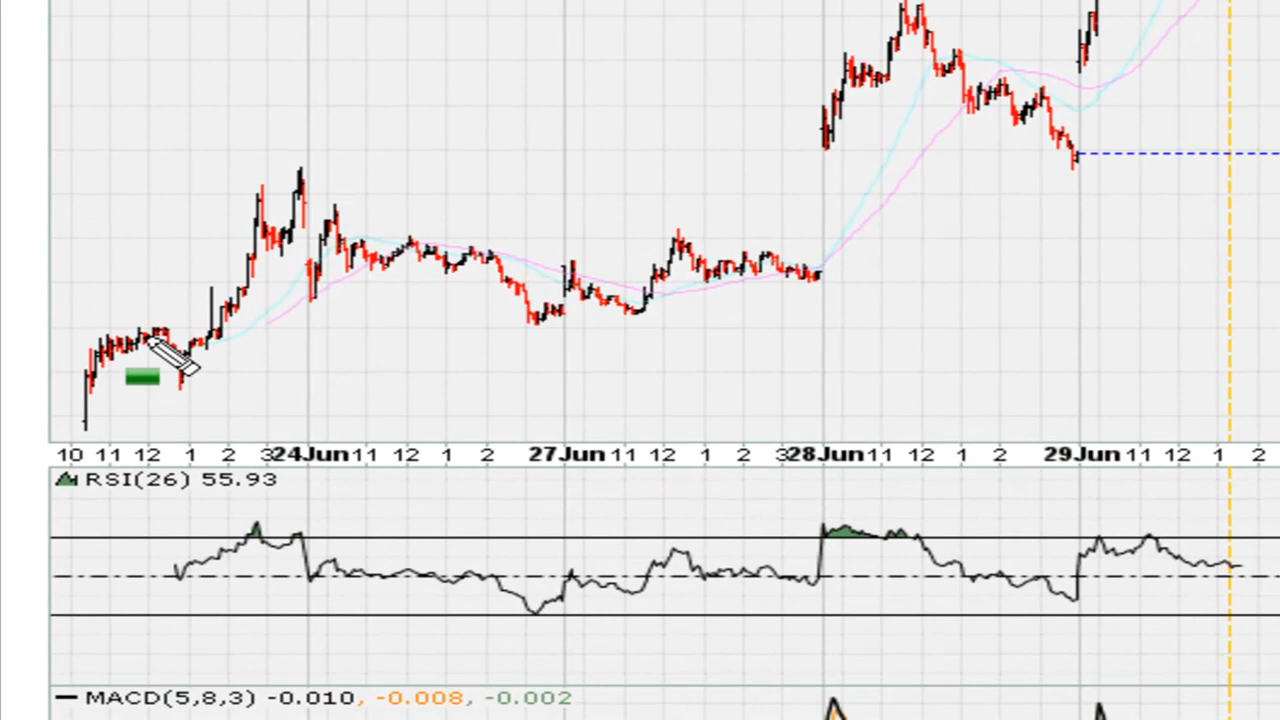 10 11 12 1 2 3 24Jun 11 12 1 2 27Jun 11 12 1 2 3 28Jun 11 12 1 2 29Jun 11 12 1 2
RSI(26) 55.93
MACD(5,8,3) -0.010, -0.008, -0.002